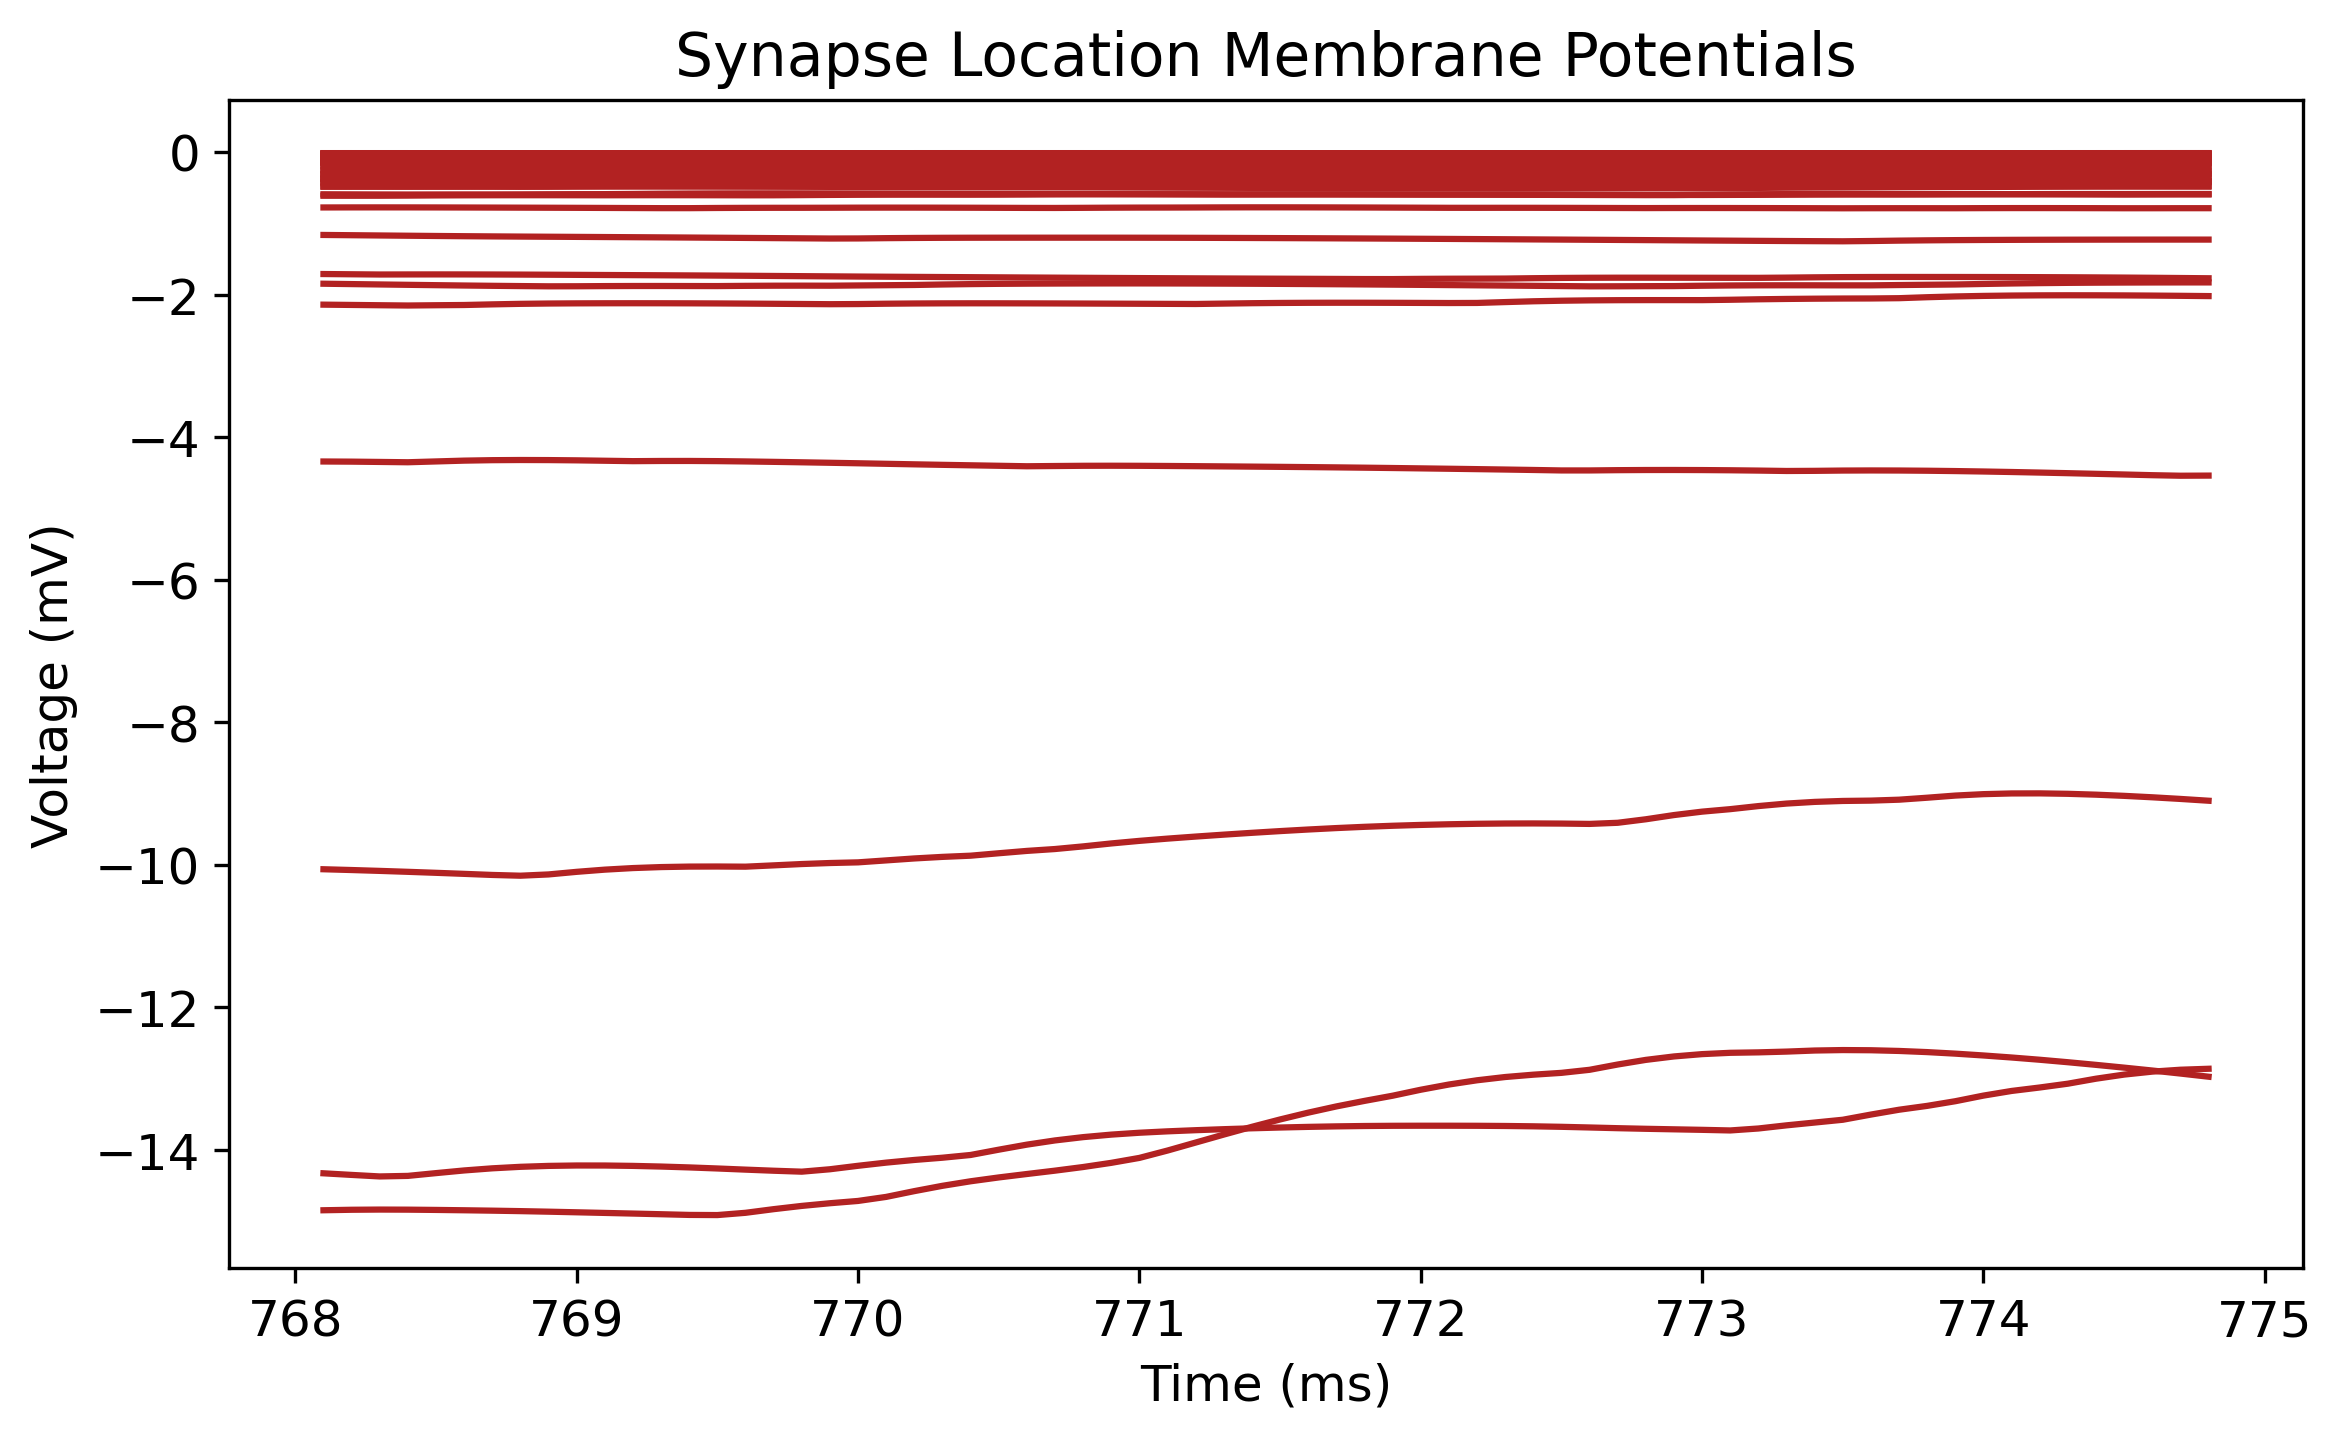 Synapse Location Membrane Potentials
Voltage (mV)
0
−2
−4
−6
−8
−10
−12
−14
768 769 770 771 772 773 774 775
Time (ms)